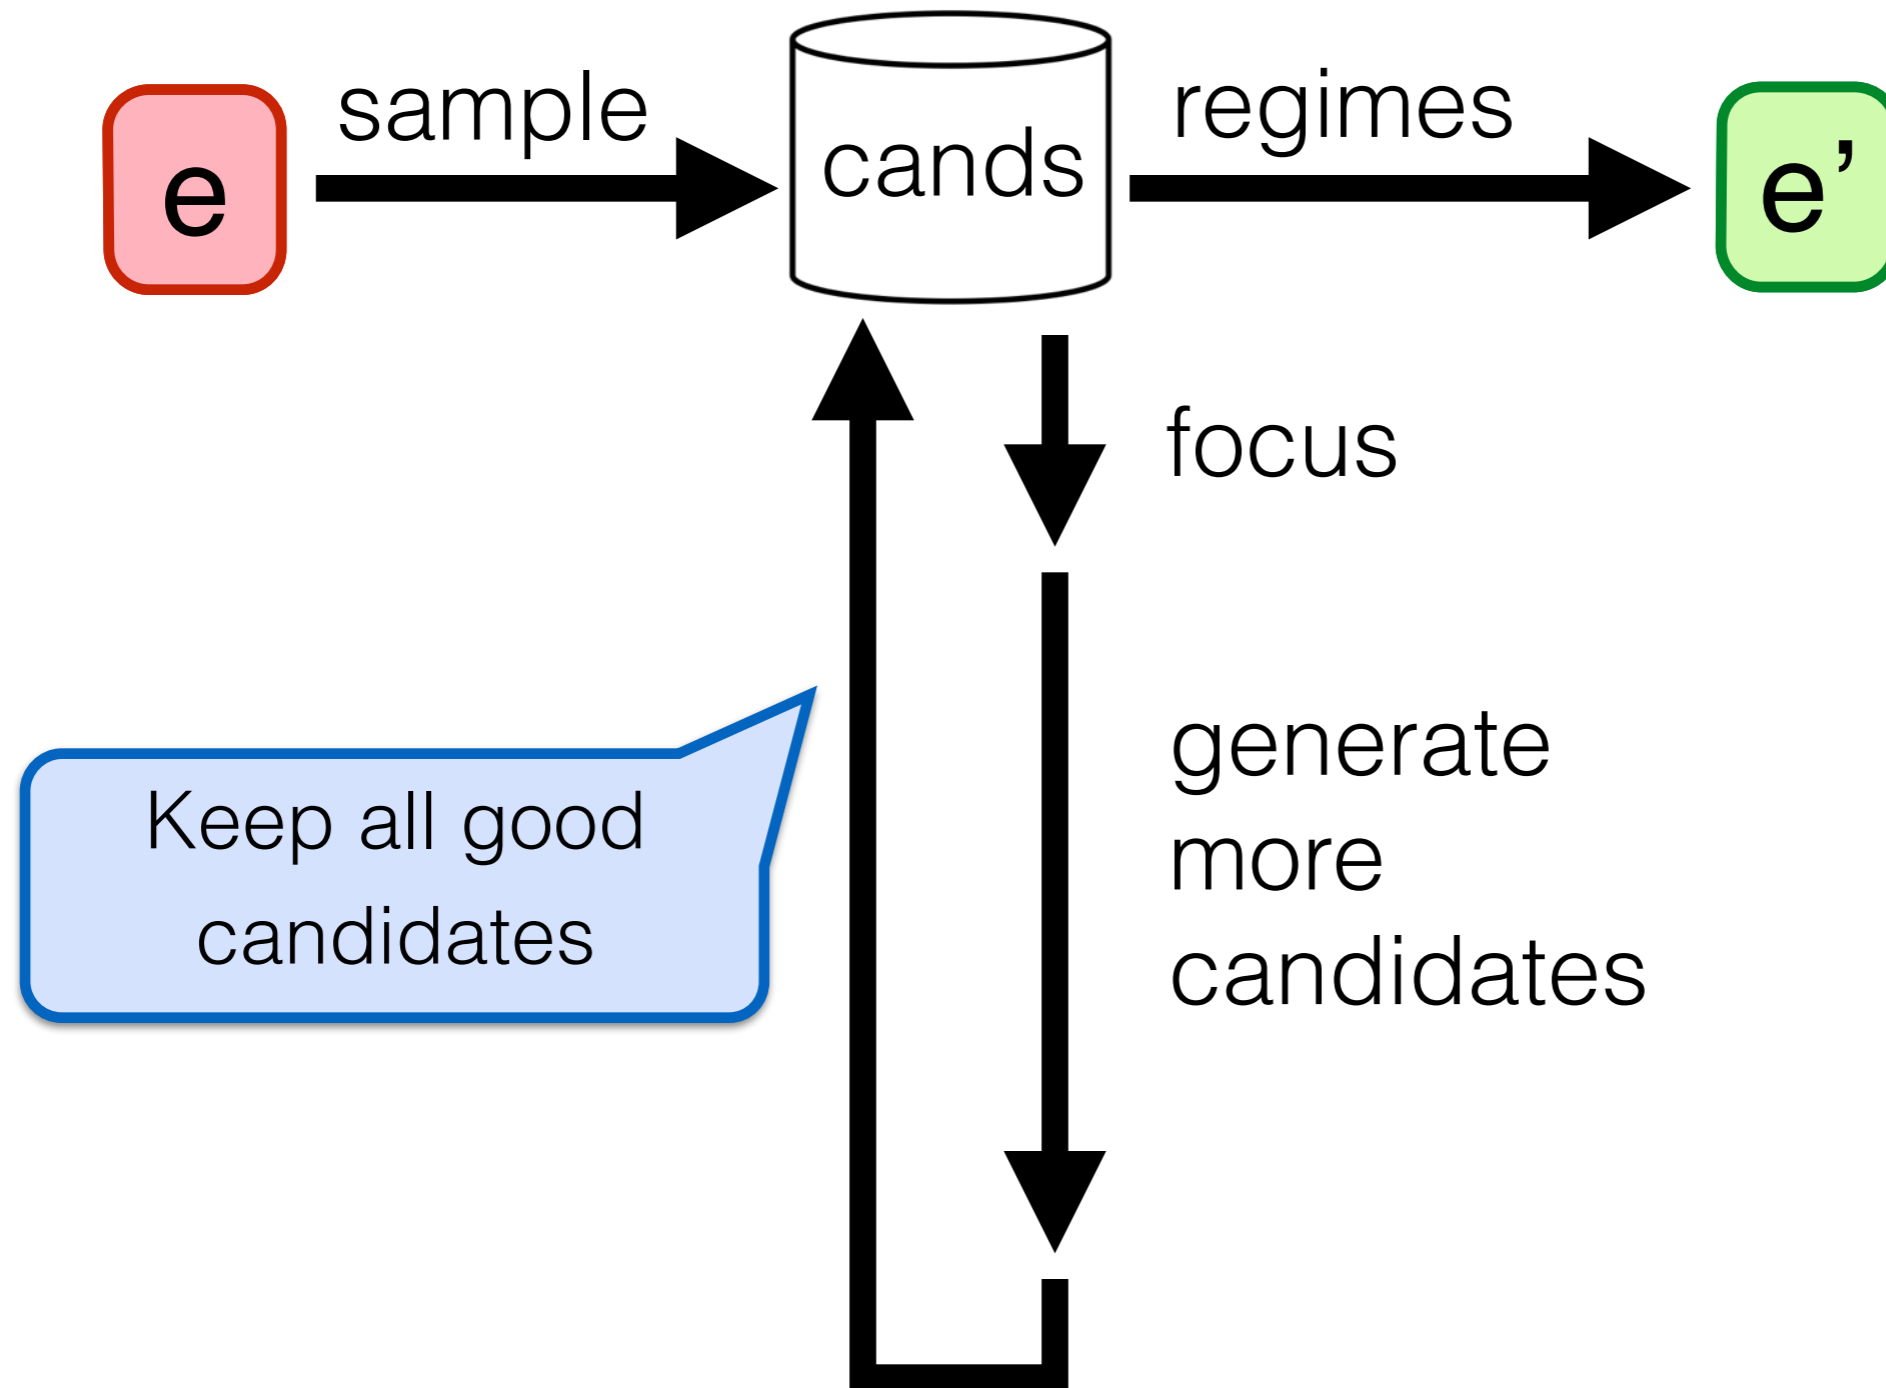 e
sample
cands
regimes
e’
focus
generate
more
candidates
Keep all good
candidates